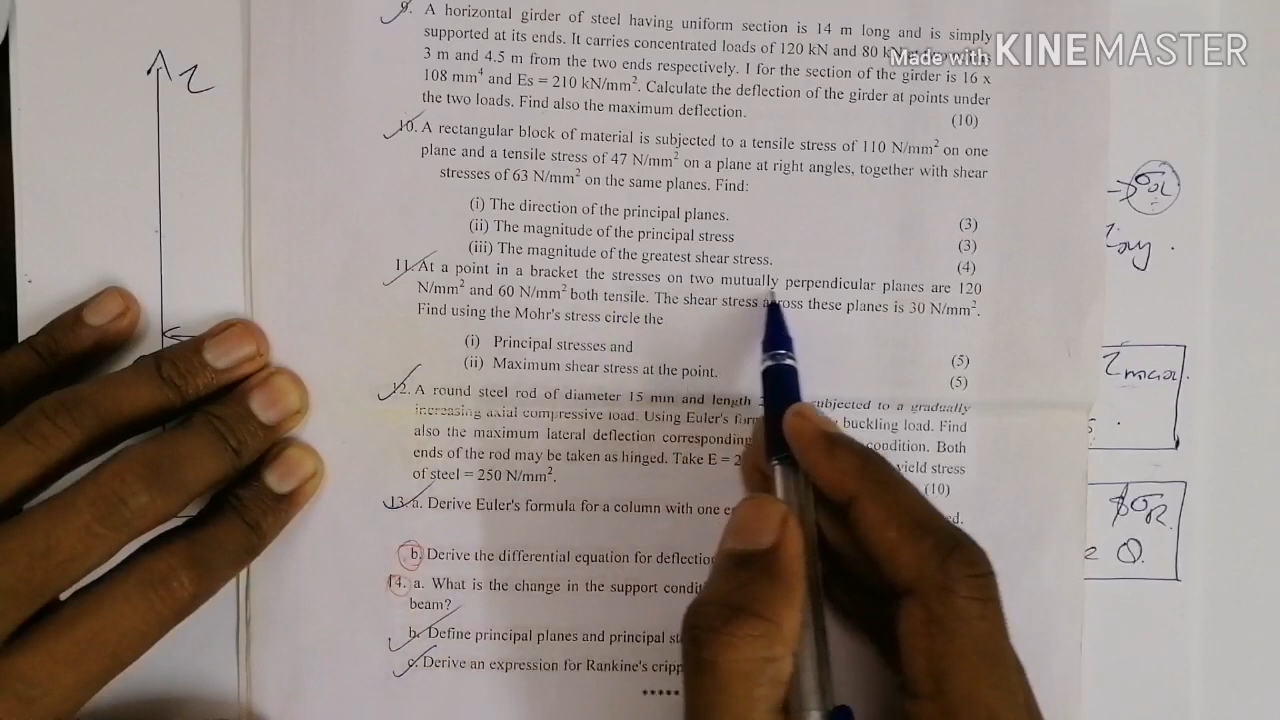 9. A horizontal girder of steel having uniform section is 14 m long and is simply
supported at its ends. It carries concentrated loads of 120 kN and 80
Made with KINEMASTER
3 m and 4.5 m from the two ends respectively. I for the section of the girder is 16 x
108 mm⁴ and Es = 210 kN/mm². Calculate the deflection of the girder at points under
the two loads. Find also the maximum deflection. (10)
10. A rectangular block of material is subjected to a tensile stress of 110 N/mm² on one
plane and a tensile stress of 47 N/mm² on a plane at right angles, together with shear
stresses of 63 N/mm² on the same planes. Find:
(i) The direction of the principal planes. (3)
(ii) The magnitude of the principal stress (3)
(iii) The magnitude of the greatest shear stress. (4)
11. At a point in a bracket the stresses on two mutually perpendicular planes are 120
N/mm² and 60 N/mm² both tensile. The shear stress across these planes is 30 N/mm².
Find using the Mohr's stress circle the
(i) Principal stresses and (5)
(ii) Maximum shear stress at the point. (5)
12. A round steel rod of diameter 15 mm and length subjected to a gradually
increasing axial compressive load. Using Euler's buckling load. Find
also the maximum lateral deflection corresponding condition. Both
ends of the rod may be taken as hinged. Take E = yield stress
of steel = 250 N/mm². (10)
13. a. Derive Euler's formula for a column with one
b. Derive the differential equation for
14. a. What is the change in the support
beam?
b. Define principal planes and principal
c. Derive an expression for Rankine's
*****
τ
σx
τxy
τmax.
σR
θ